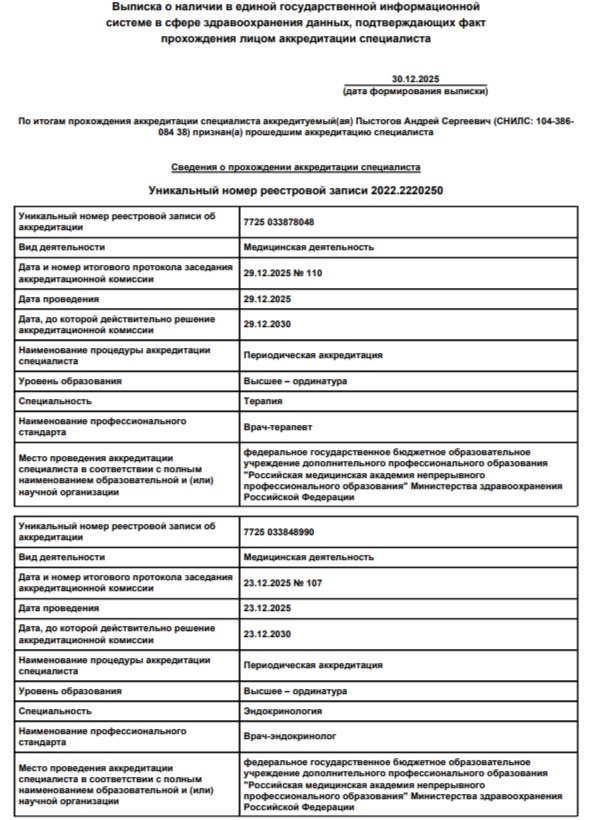 Выписка о наличии в единой государственной информационной
системе в сфере здравоохранения данных, подтверждающих факт
прохождения лицом аккредитации специалиста
30.12.2025
(дата формирования выписки)
По итогам прохождения аккредитации специалиста аккредитуемый(ая) Пыстогов Андрей Сергеевич (СНИЛС: 104-386-
084 38) признан(а) прошедшим аккредитацию специалиста
Сведения о прохождении аккредитации специалиста
Уникальный номер реестровой записи 2022.2220250
Уникальный номер реестровой записи об
аккредитации
7725 033878048
Вид деятельности
Медицинская деятельность
Дата и номер итогового протокола заседания
аккредитационной комиссии
29.12.2025 № 110
Дата проведения
29.12.2025
Дата, до которой действительно решение
аккредитационной комиссии
29.12.2030
Наименование процедуры аккредитации
специалиста
Периодическая аккредитация
Уровень образования
Высшее – ординатура
Специальность
Терапия
Наименование профессионального
стандарта
Врач-терапевт
Место проведения аккредитации
специалиста в соответствии с полным
наименованием образовательной и (или)
научной организации
федеральное государственное бюджетное образовательное
учреждение дополнительного профессионального образования
"Российская медицинская академия непрерывного
профессионального образования" Министерства здравоохранения
Российской Федерации
Уникальный номер реестровой записи об
аккредитации
7725 033848990
Вид деятельности
Медицинская деятельность
Дата и номер итогового протокола заседания
аккредитационной комиссии
23.12.2025 № 107
Дата проведения
23.12.2025
Дата, до которой действительно решение
аккредитационной комиссии
23.12.2030
Наименование процедуры аккредитации
специалиста
Периодическая аккредитация
Уровень образования
Высшее – ординатура
Специальность
Эндокринология
Наименование профессионального
стандарта
Врач-эндокринолог
Место проведения аккредитации
специалиста в соответствии с полным
наименованием образовательной и (или)
научной организации
федеральное государственное бюджетное образовательное
учреждение дополнительного профессионального образования
"Российская медицинская академия непрерывного
профессионального образования" Министерства здравоохранения
Российской Федерации